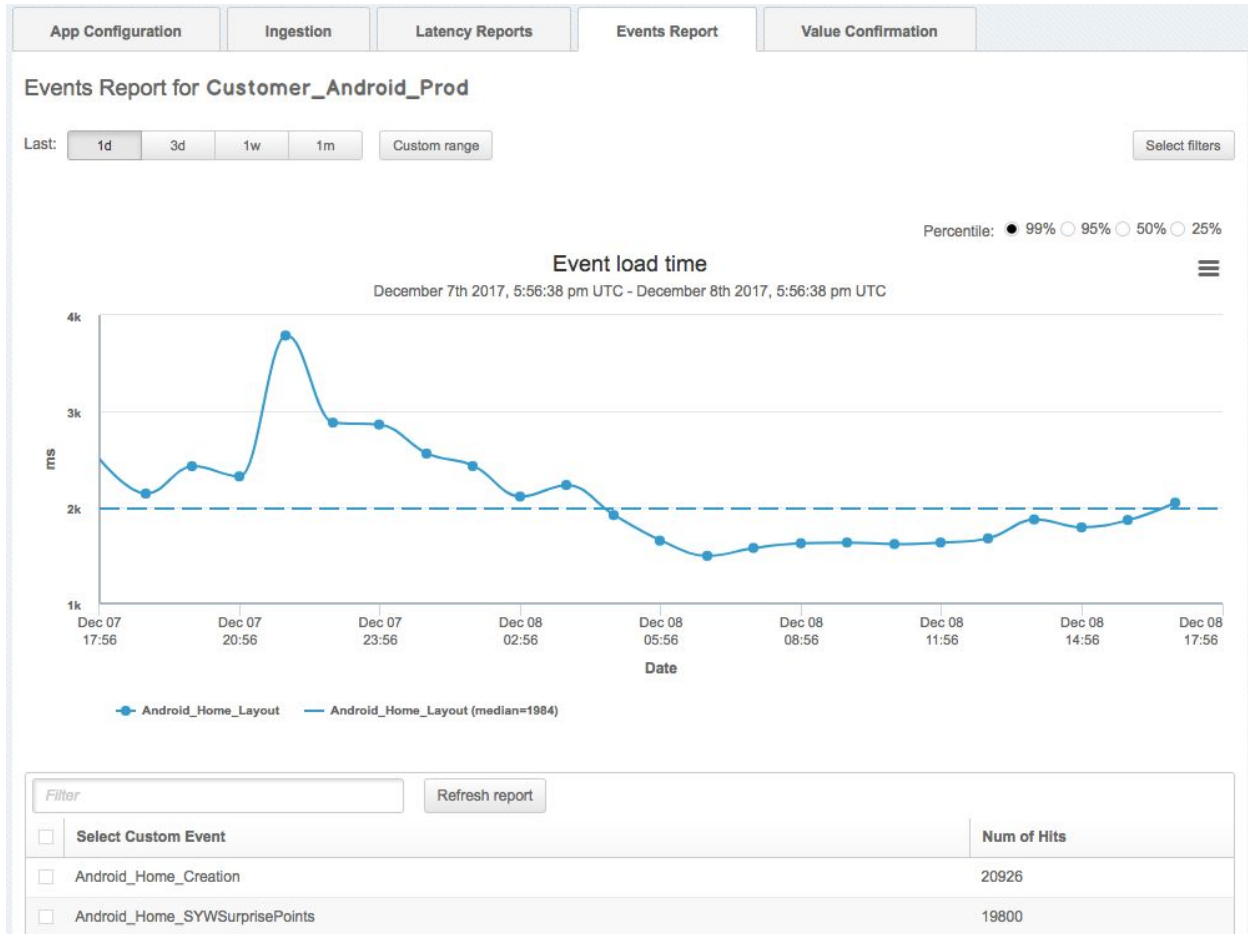 App Configuration Ingestion Latency Reports Events Report Value Confirmation
Events Report for Customer_Android_Prod
Last: 1d 3d 1w 1m Custom range Select filters
Percentile: 99% 95% 50% 25%
Event load time
December 7th 2017, 5:56:38 pm UTC - December 8th 2017, 5:56:38 pm UTC
4k
3k
ms
2k
1k
Dec 07 Dec 07 Dec 07 Dec 08 Dec 08 Dec 08 Dec 08 Dec 08 Dec 08
17:56 20:56 23:56 02:56 05:56 08:56 11:56 14:56 17:56
Date
Android_Home_Layout Android_Home_Layout (median=1984)
Filter Refresh report
Select Custom Event Num of Hits
Android_Home_Creation 20926
Android_Home_SYWSurprisePoints 19800